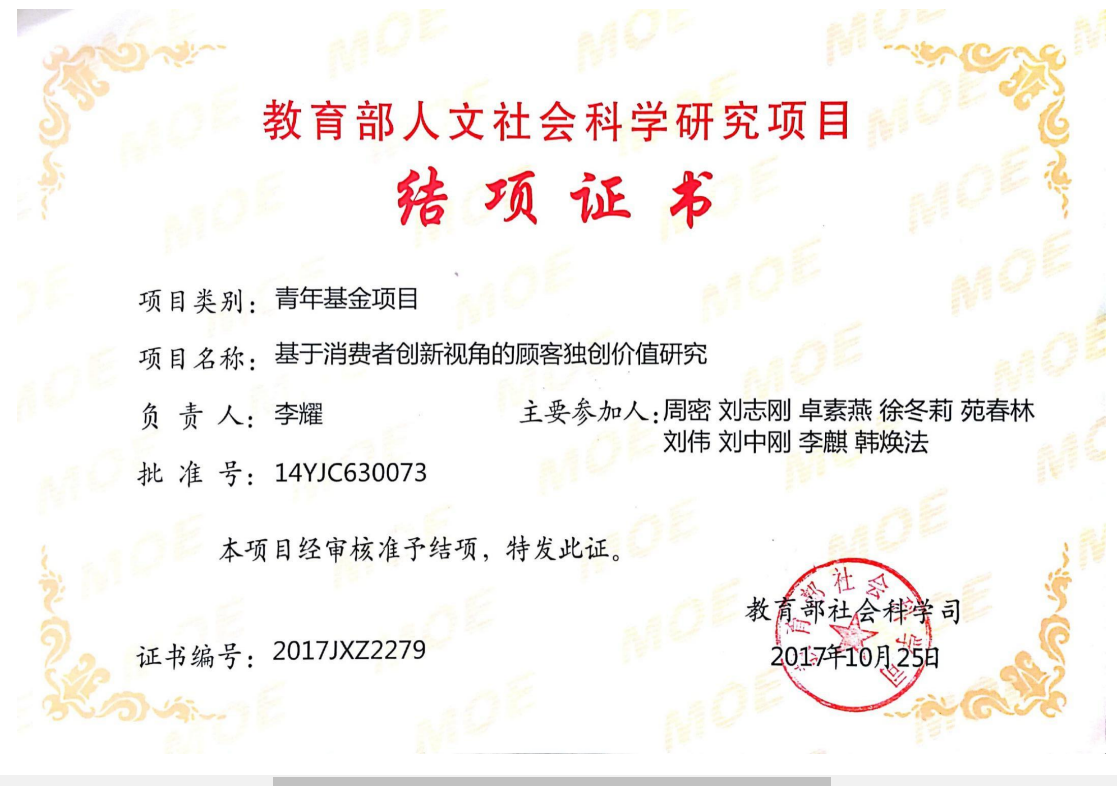 教育部人文社会科学研究项目
结项证书
项目类别：青年基金项目
项目名称：基于消费者创新视角的顾客独创价值研究
负责人：李耀 主要参加人：周密 刘志刚 卓素燕 徐冬莉 苑春林
刘伟 刘中刚 李麒 韩焕法
批准号：14YJC630073
本项目经审核准予结项，特发此证。
教育部社会科学司
证书编号：2017JXZ2279
2017年10月25日
教育部社会科学司
MOE